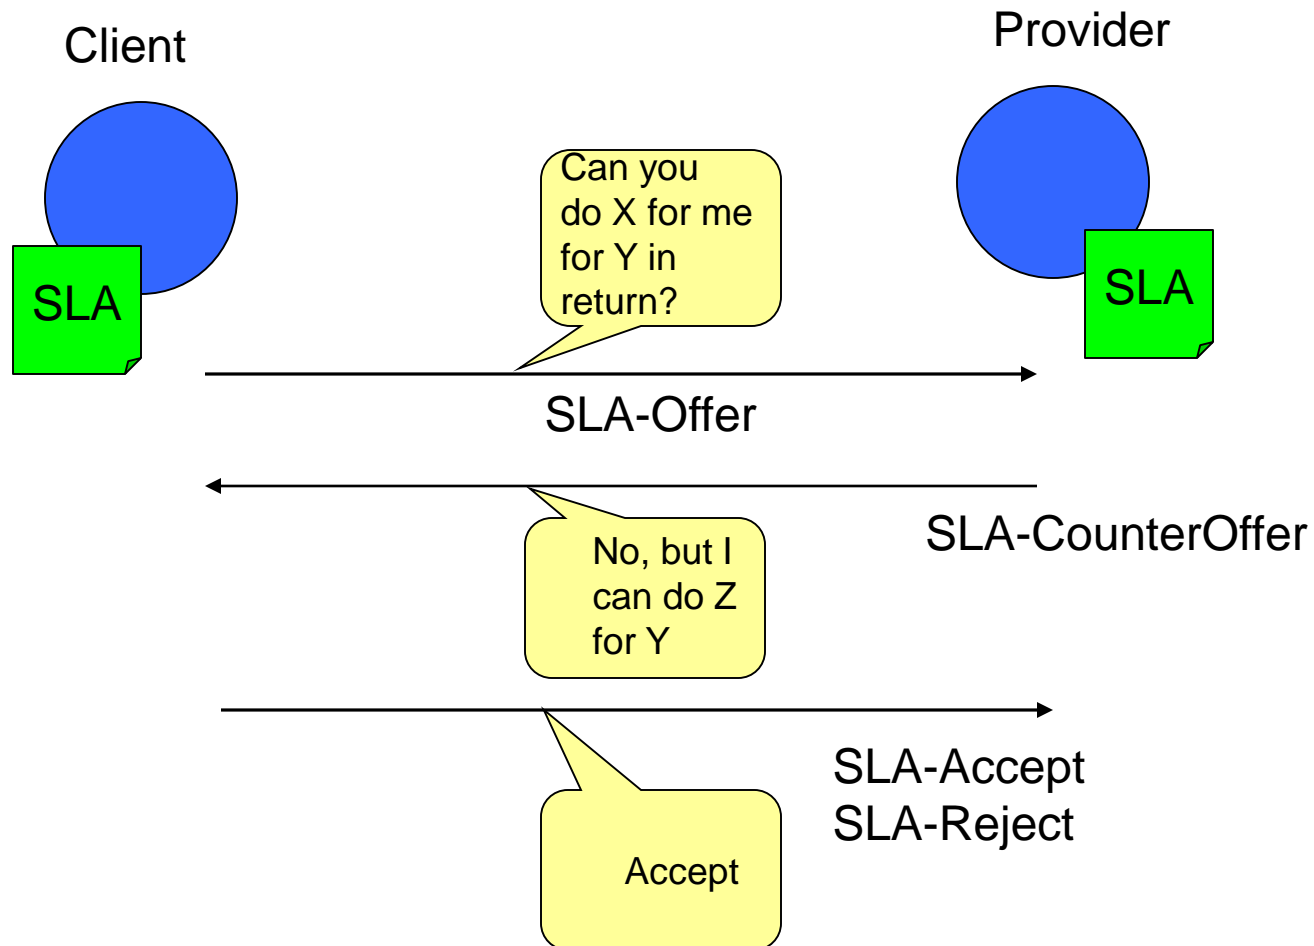 Client
Provider
Can you
do X for me
for Y in
return?
SLA
SLA
SLA-Offer
SLA-CounterOffer
No, but I
can do Z
for Y
SLA-Accept
SLA-Reject
Accept